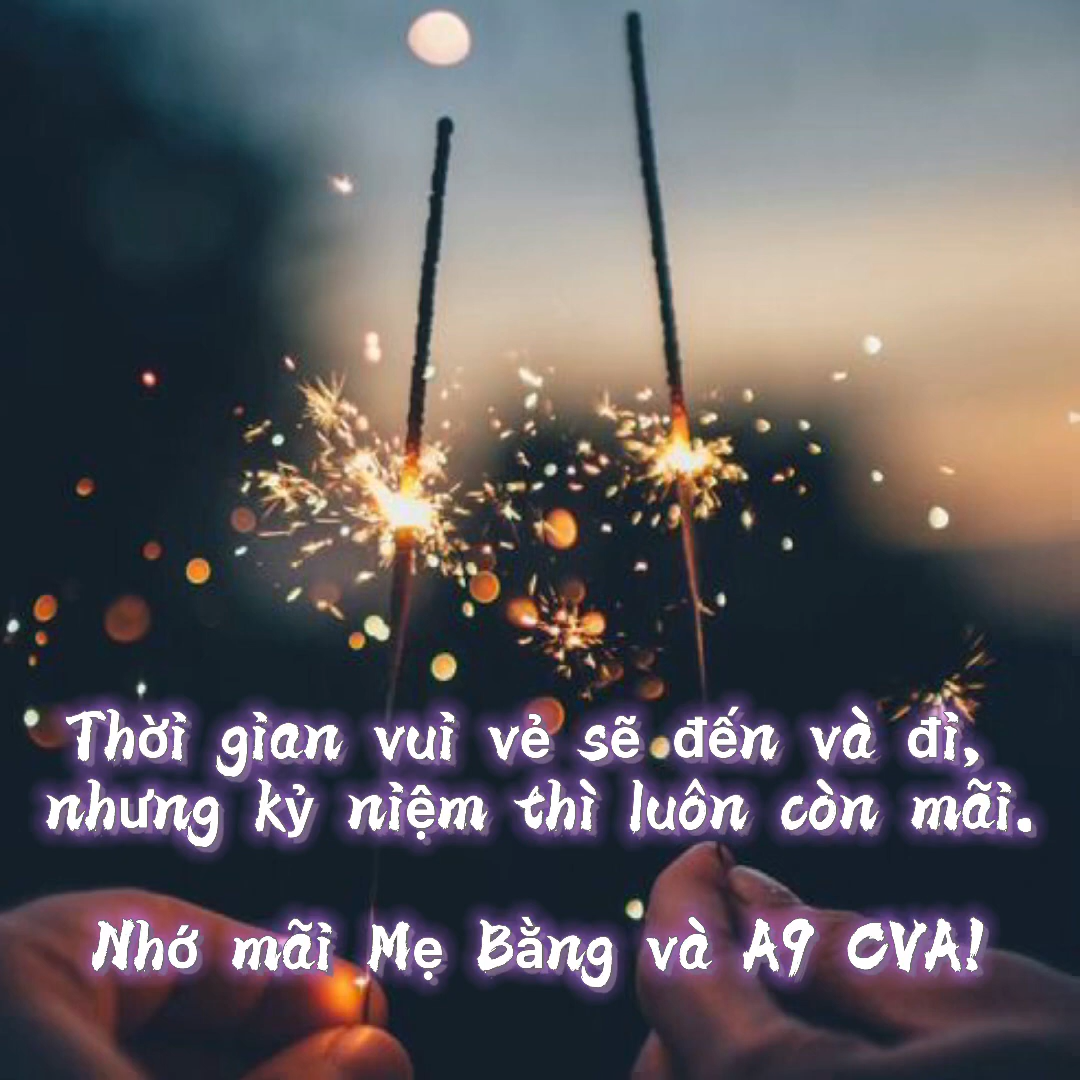 Thời gian vui vẻ sẽ đến và đi,
nhưng kỷ niệm thì luôn còn mãi.
Nhớ mãi Mẹ Bằng và A9 CVA!